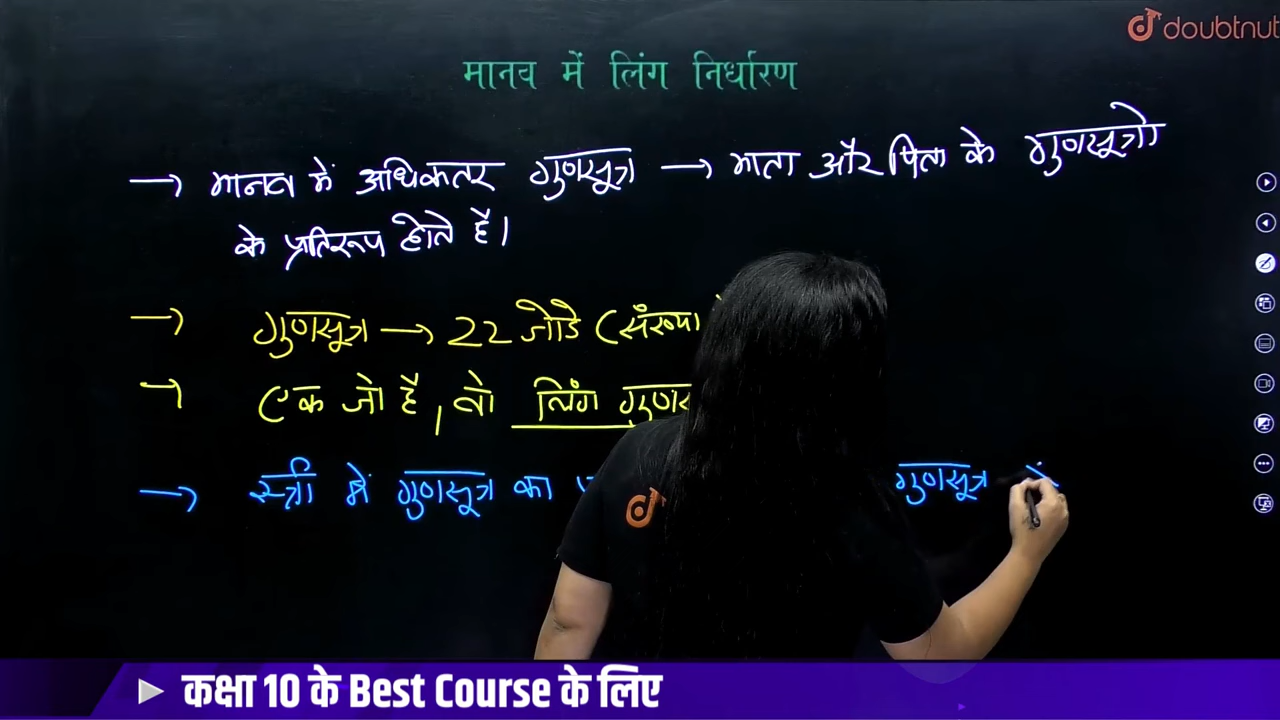 doubtnut
मानव में लिंग निर्धारण
→ मानव में अधिकतर गुणसूत्र → माता और पिता के गुणसूत्रो
के प्रतिरूप होते है।
→ गुणसूत्र → 22 जोडे (संख्या
→ एक जो है, वो लिंग
→ स्त्री में गुणसूत्र का गुणसूत्र
कक्षा 10 के Best Course के लिए